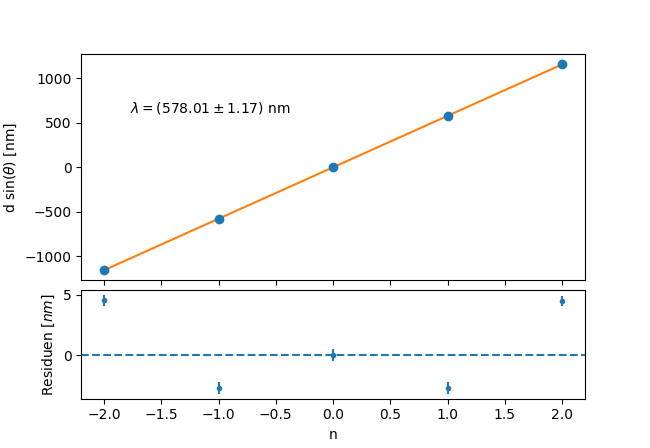 1000
500
0
−500
−1000
d sin(θ) [nm]
λ = (578.01 ± 1.17) nm
5
0
Residuen [nm]
−2.0 −1.5 −1.0 −0.5 0.0 0.5 1.0 1.5 2.0
n